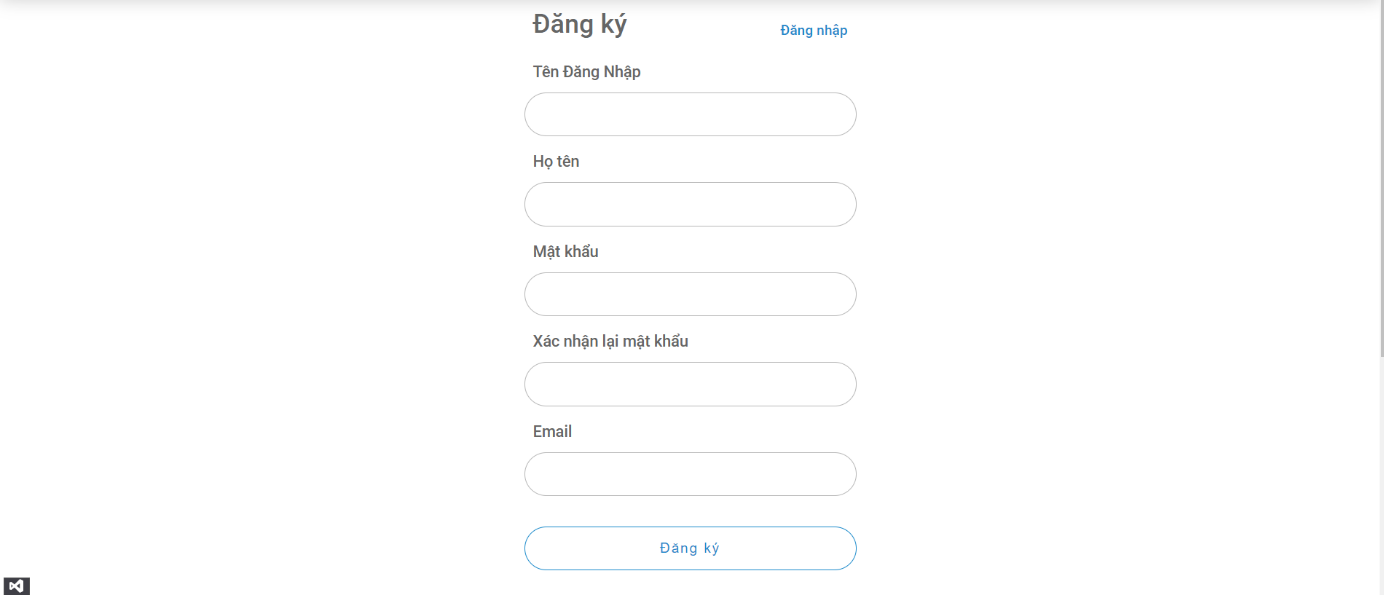 Đăng ký
Đăng nhập
Tên Đăng Nhập
Họ tên
Mật khẩu
Xác nhận lại mật khẩu
Email
Đăng ký